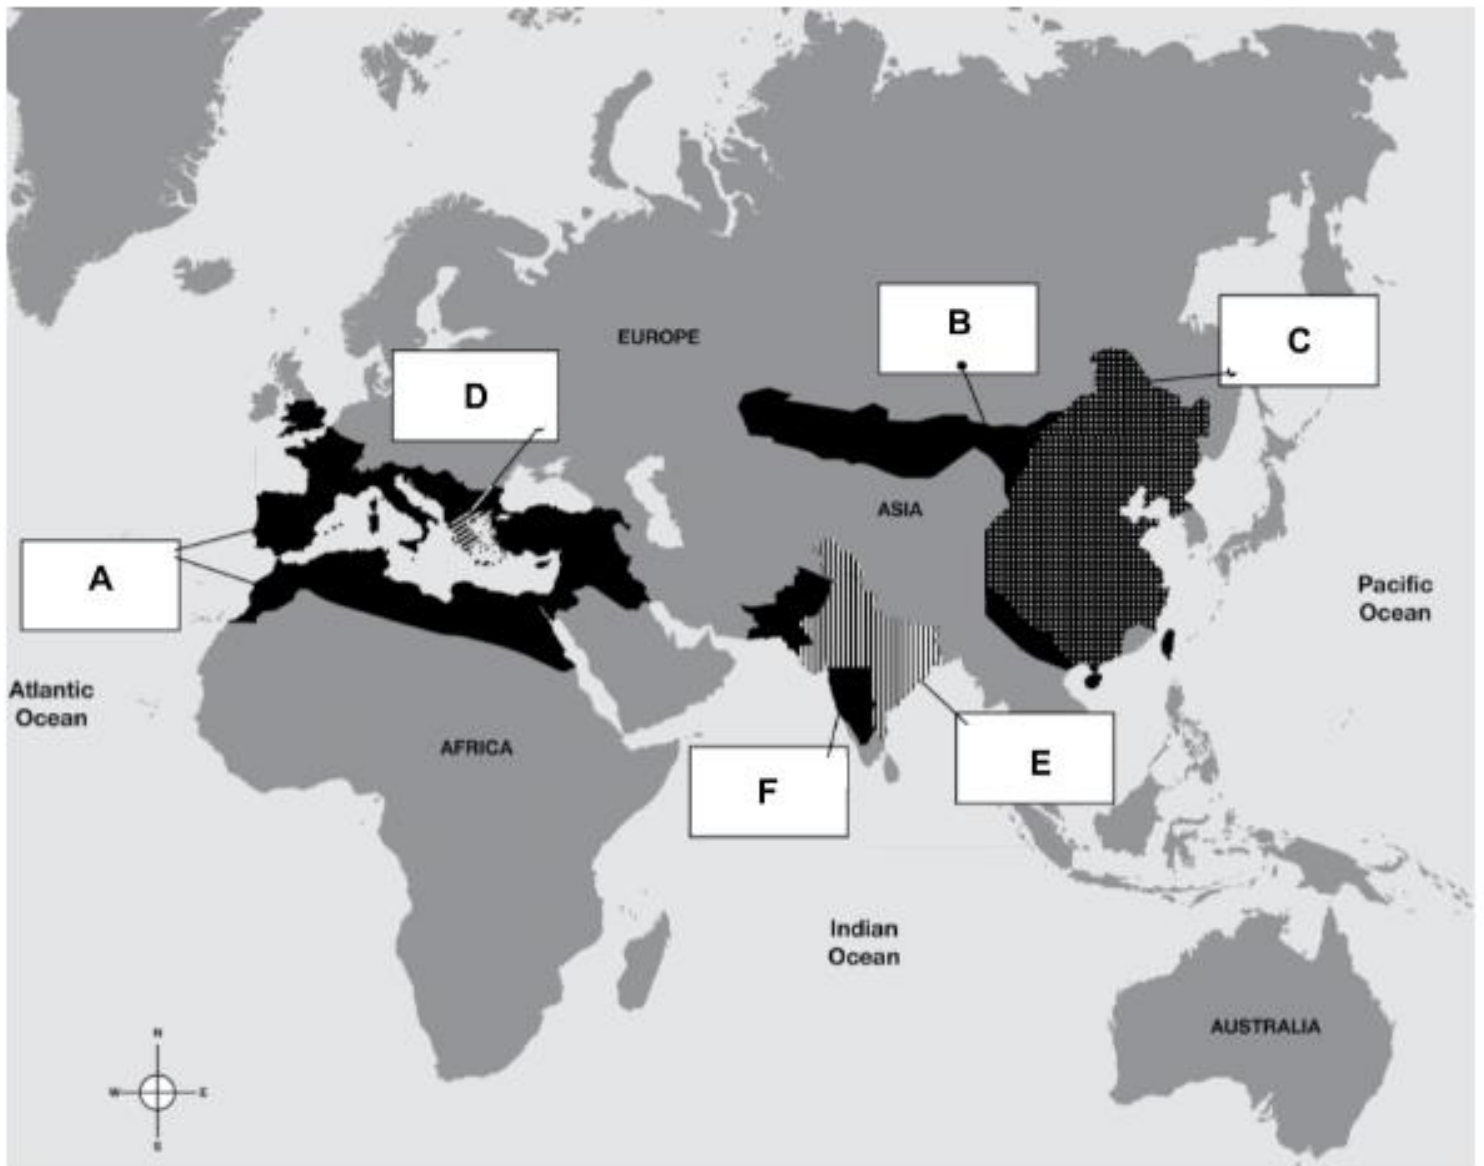 B
C
EUROPE
D
ASIA
A
Pacific
Ocean
Atlantic
Ocean
AFRICA
E
F
Indian
Ocean
AUSTRALIA
N
W
E
S